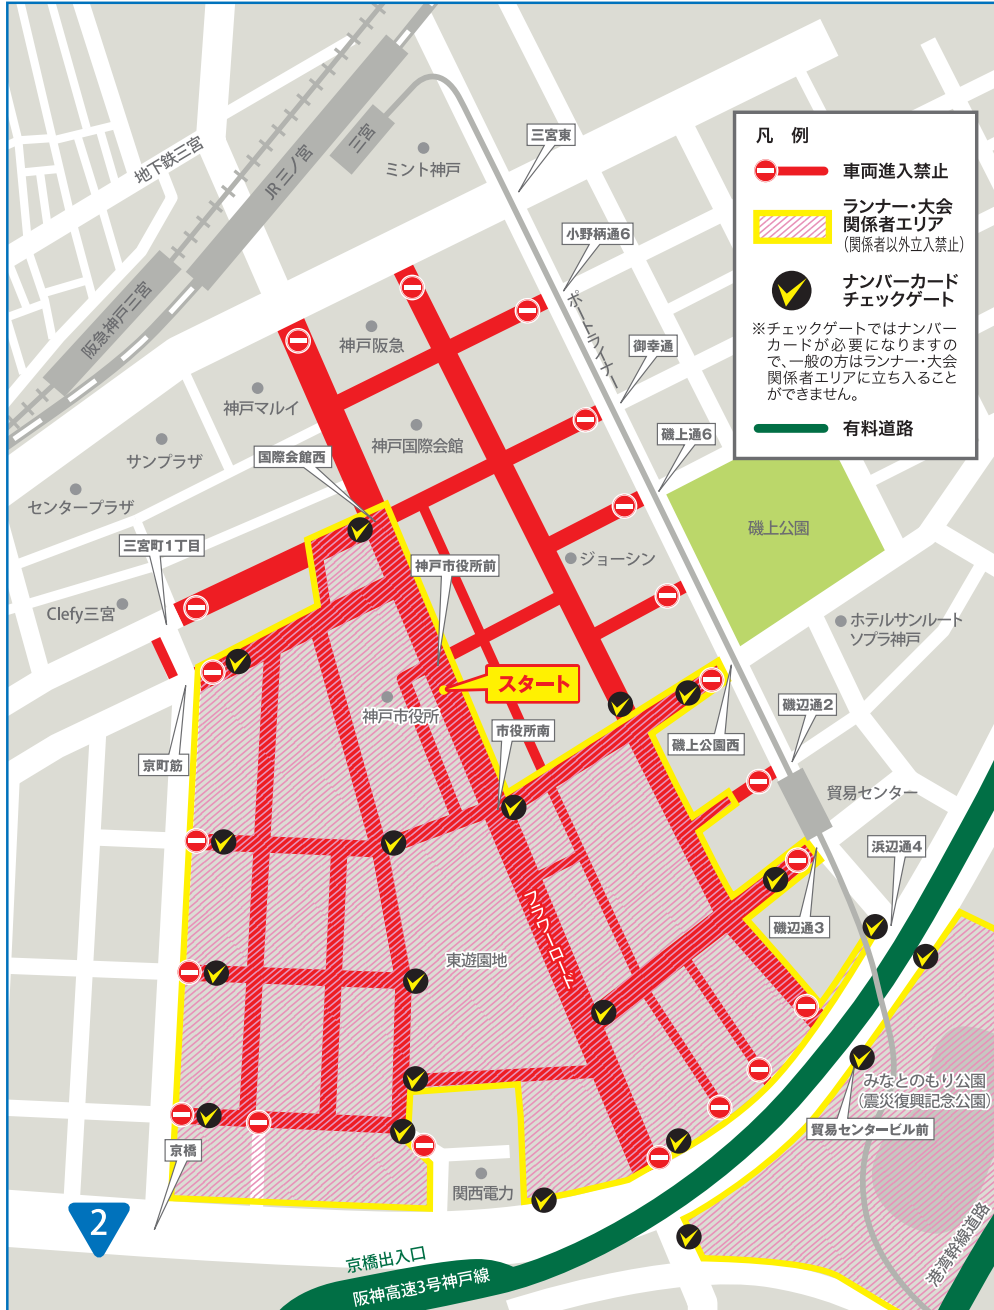 地下鉄三宮
JR三ノ宮
三宮
ミント神戸
三宮東
凡 例
車両進入禁止
ランナー・大会
関係者エリア
(関係者以外立入禁止)
ナンバーカード
チェックゲート
※チェックゲートではナンバー
カードが必要になりますの
で、一般の方はランナー・大会
関係者エリアに立ち入ること
ができません。
有料道路
小野柄通6
ポートライナー
阪急神戸三宮
神戸阪急
御幸通
神戸マルイ
神戸国際会館
磯上通6
サンプラザ
国際会館西
センタープラザ
磯上公園
三宮町1丁目
神戸市役所前
ジョーシン
Clefy三宮
ホテルサンルート
ソプラ神戸
スタート
神戸市役所
市役所南
磯上公園西
磯辺通2
京町筋
貿易センター
浜辺通4
磯辺通3
フラワーロード
東遊園地
みなとのもり公園
(震災復興記念公園)
貿易センタービル前
京橋
関西電力
2
京橋出入口
阪神高速3号神戸線
港湾幹線道路